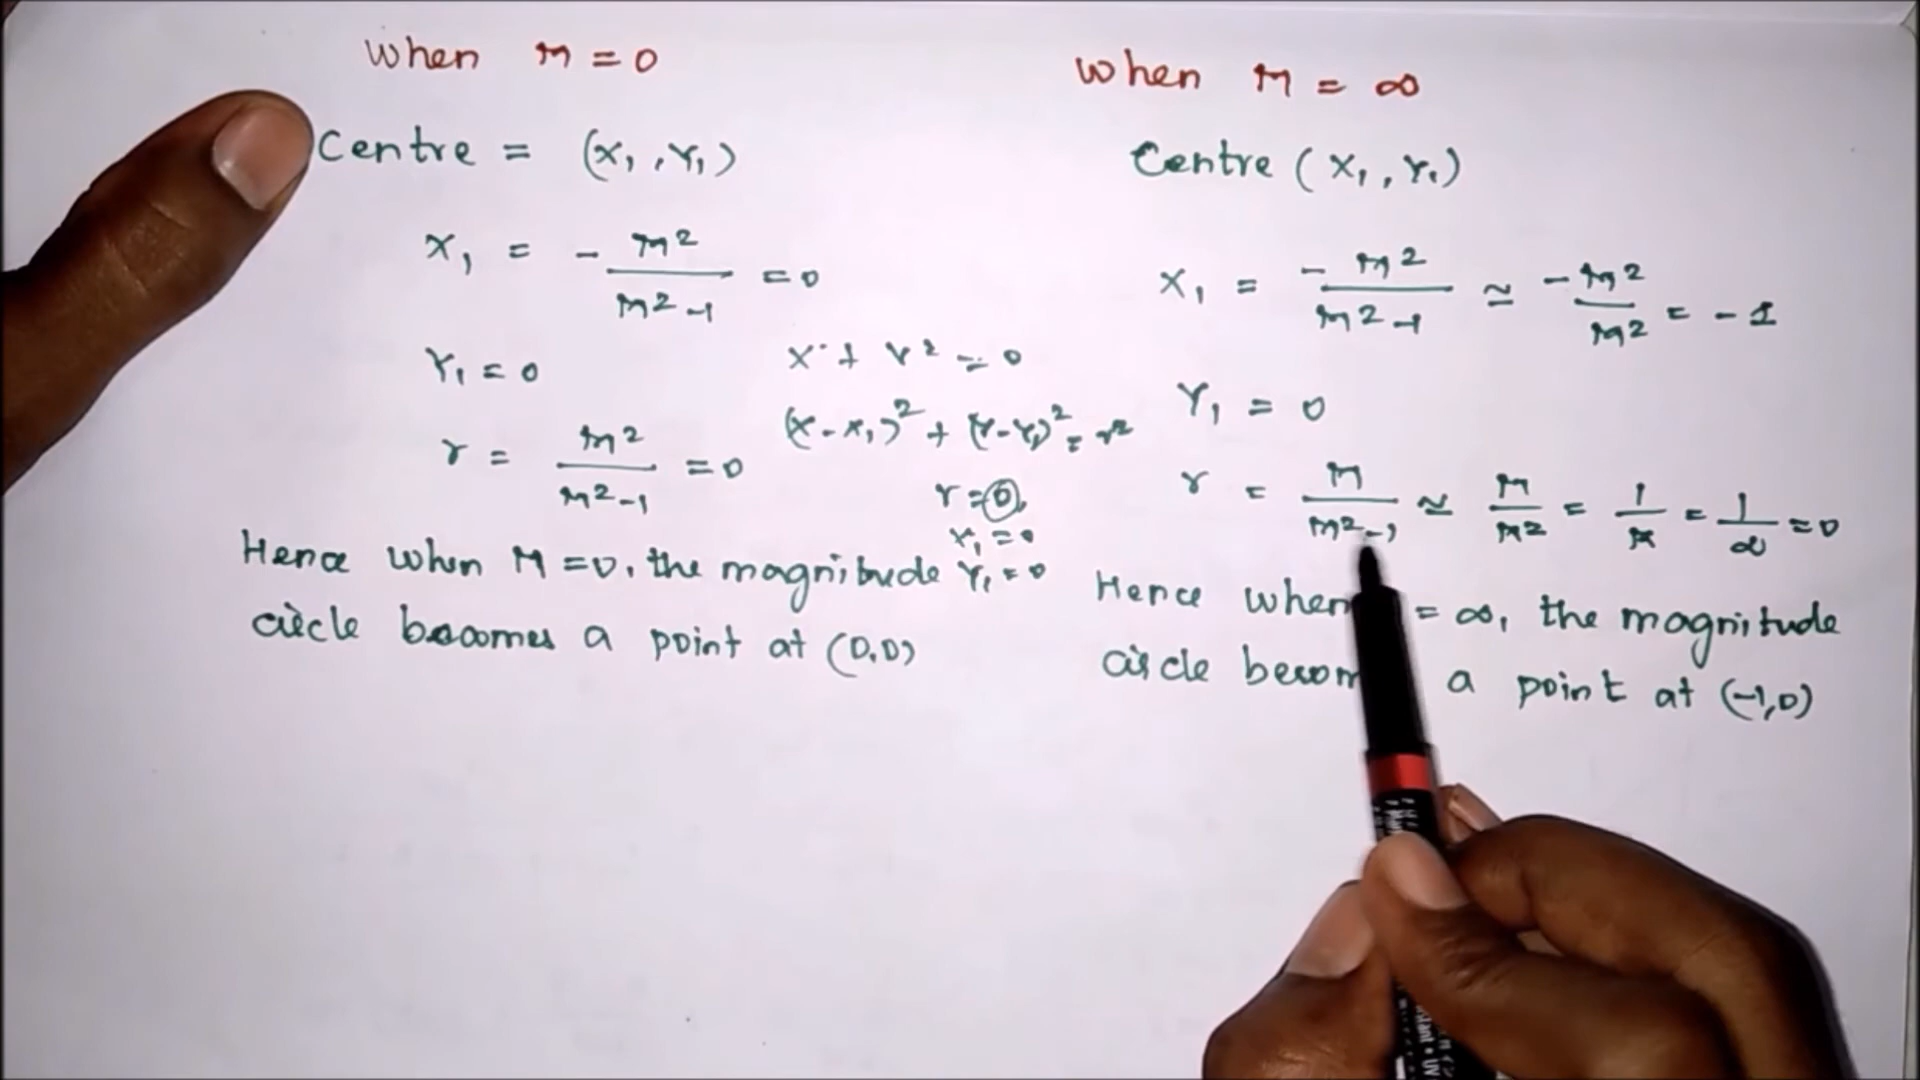 When M = 0
Centre = (X1, Y1)
X1 = - M²/M²-1 = 0
Y1 = 0
X² + Y² = 0
(X-X1)² + (Y-Y1)² = r²
r = M²/M²-1 = 0
r = 0,
X1 = 0
Y1 = 0
Hence when M = 0, the magnitude
circle becomes a point at (0,0)
When M = ∞
Centre (X1, Y1)
X1 = -M²/M²-1 ≃ -M²/M² = -1
Y1 = 0
r = M/M²-1 ≃ M/M² = 1/M = 1/∞ = 0
Hence when = ∞, the magnitude
circle becom a point at (-1,0)